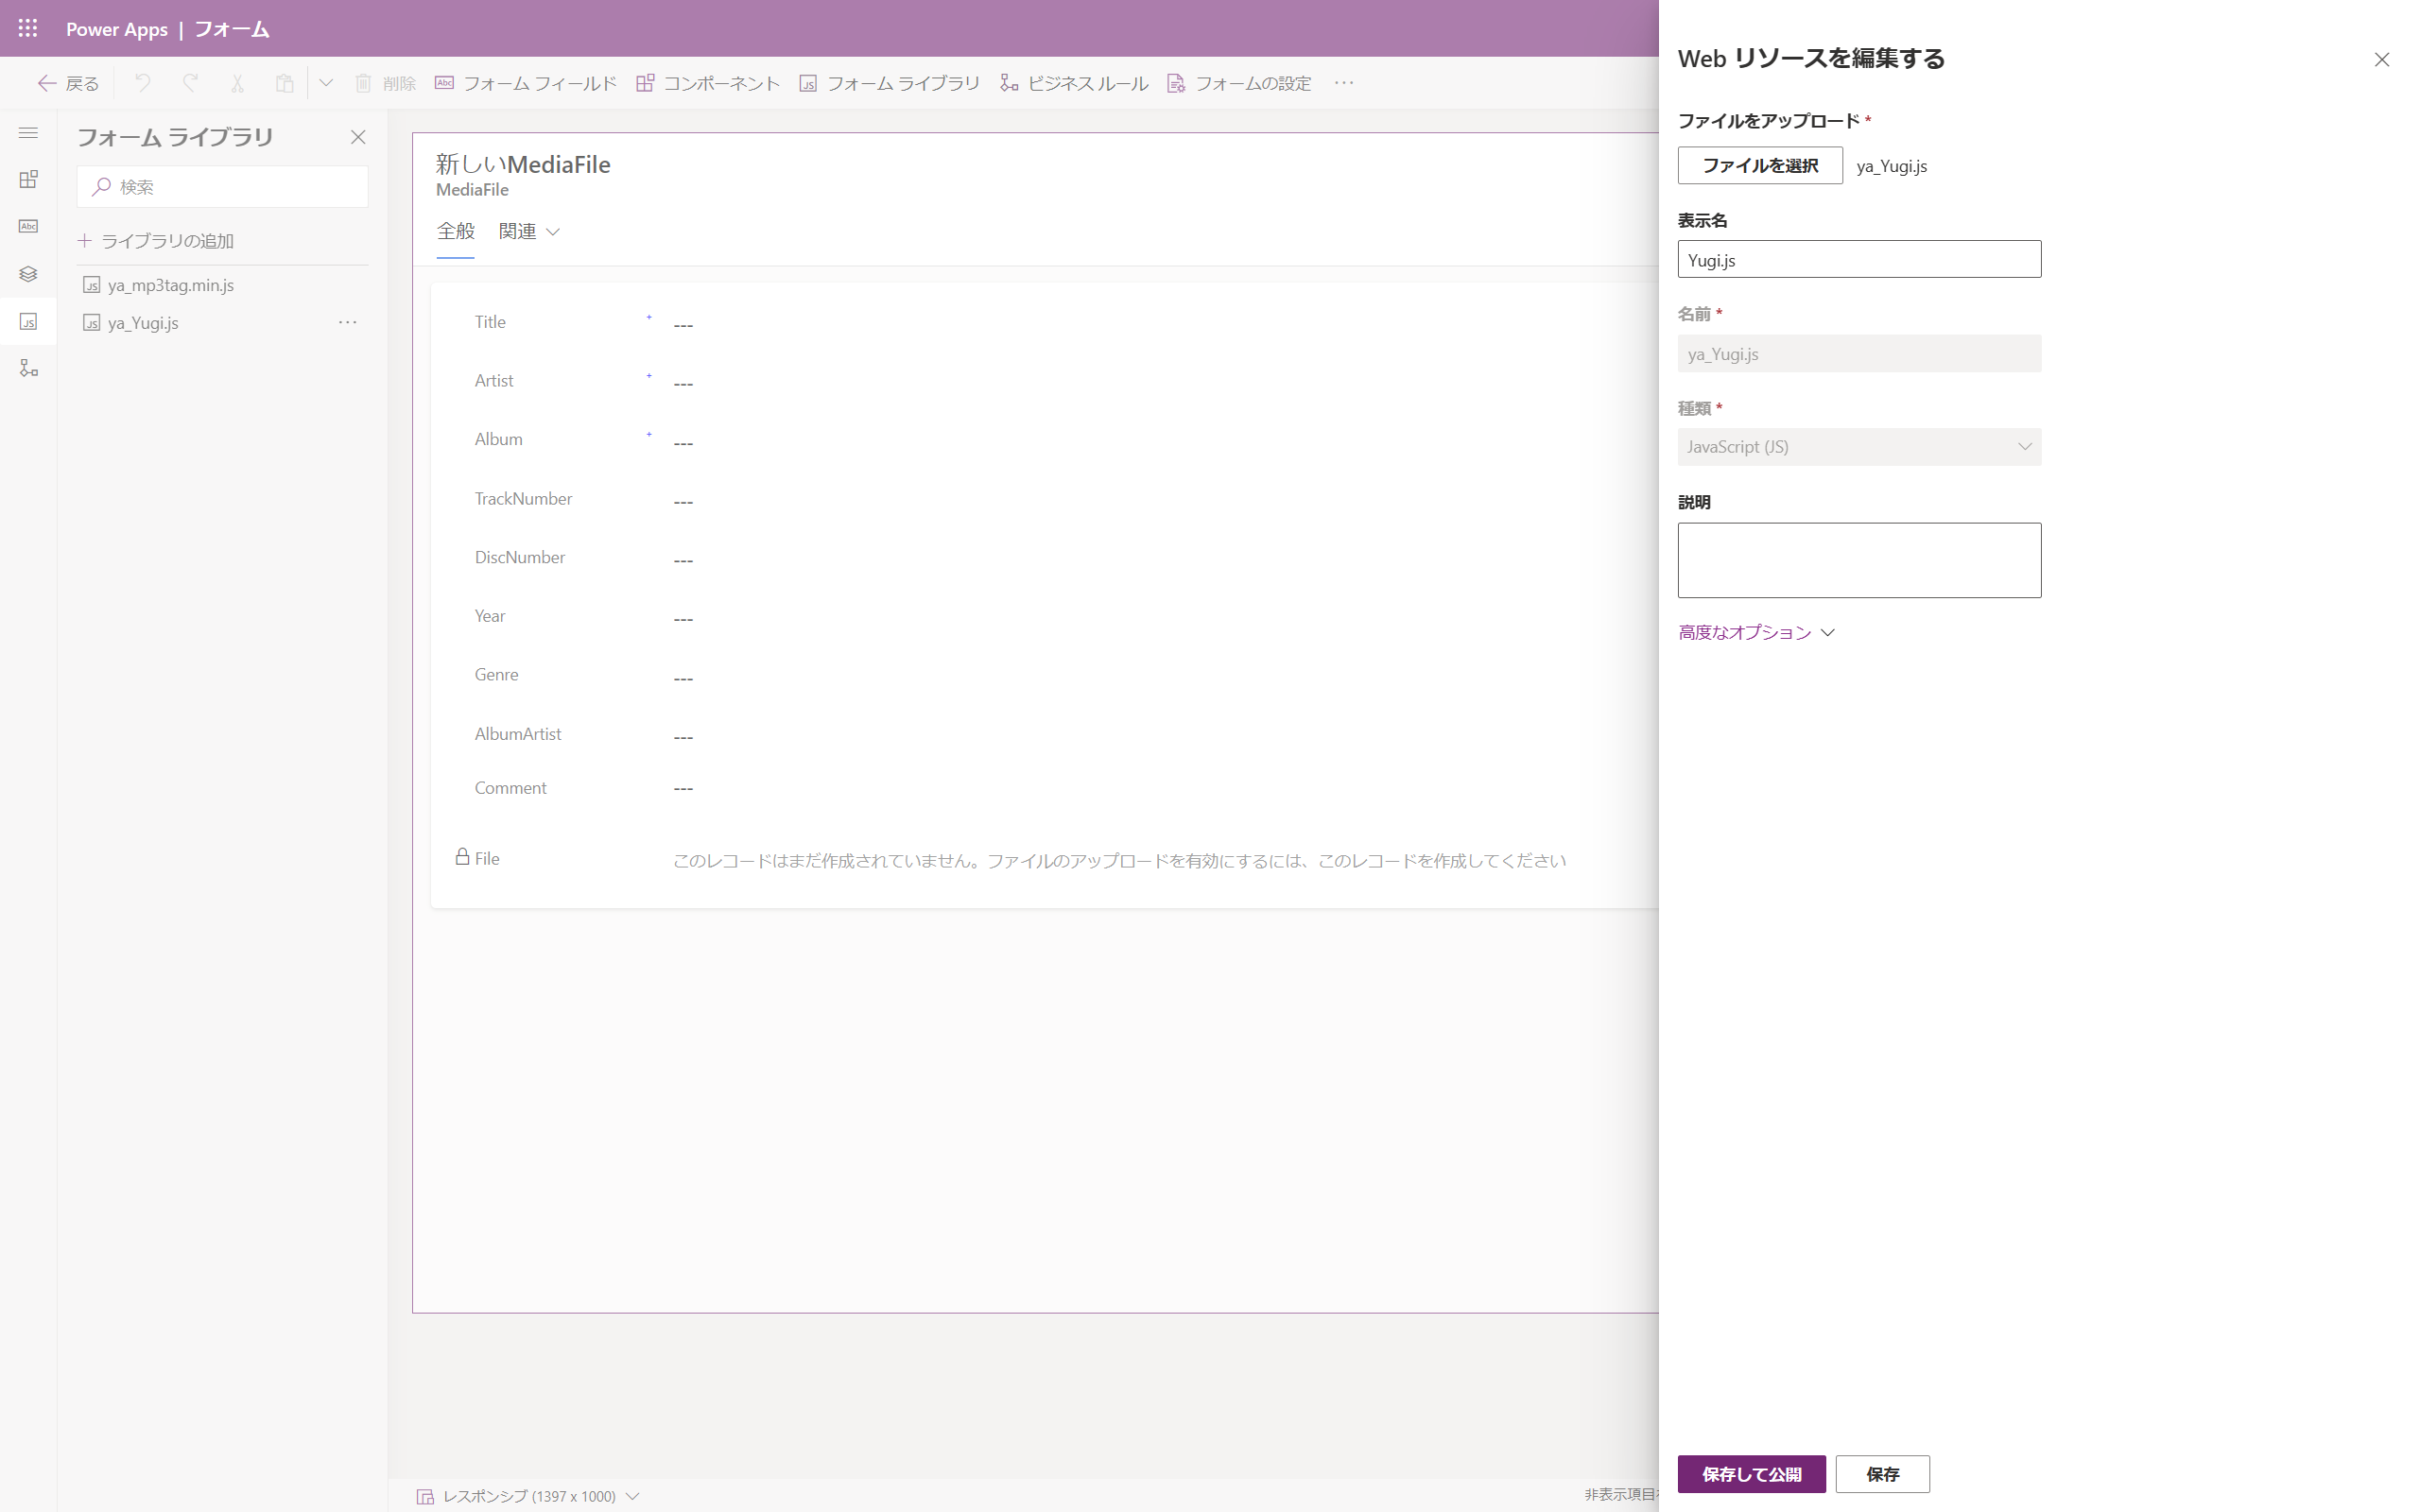 Power Apps | フォーム
戻る
削除
フォーム フィールド
コンポーネント
フォーム ライブラリ
ビジネス ルール
フォームの設定
フォーム ライブラリ
検索
ライブラリの追加
ya_mp3tag.min.js
ya_Yugi.js
新しいMediaFile
MediaFile
全般 関連
Title * ---
Artist * ---
Album * ---
TrackNumber ---
DiscNumber ---
Year ---
Genre ---
AlbumArtist ---
Comment ---
File このレコードはまだ作成されていません。ファイルのアップロードを有効にするには、このレコードを作成してください
レスポンシブ (1397 x 1000)
非表示項目
Web リソースを編集する
ファイルをアップロード *
ファイルを選択 ya_Yugi.js
表示名
Yugi.js
名前 *
ya_Yugi.js
種類 *
JavaScript (JS)
説明
高度なオプション
保存して公開 保存